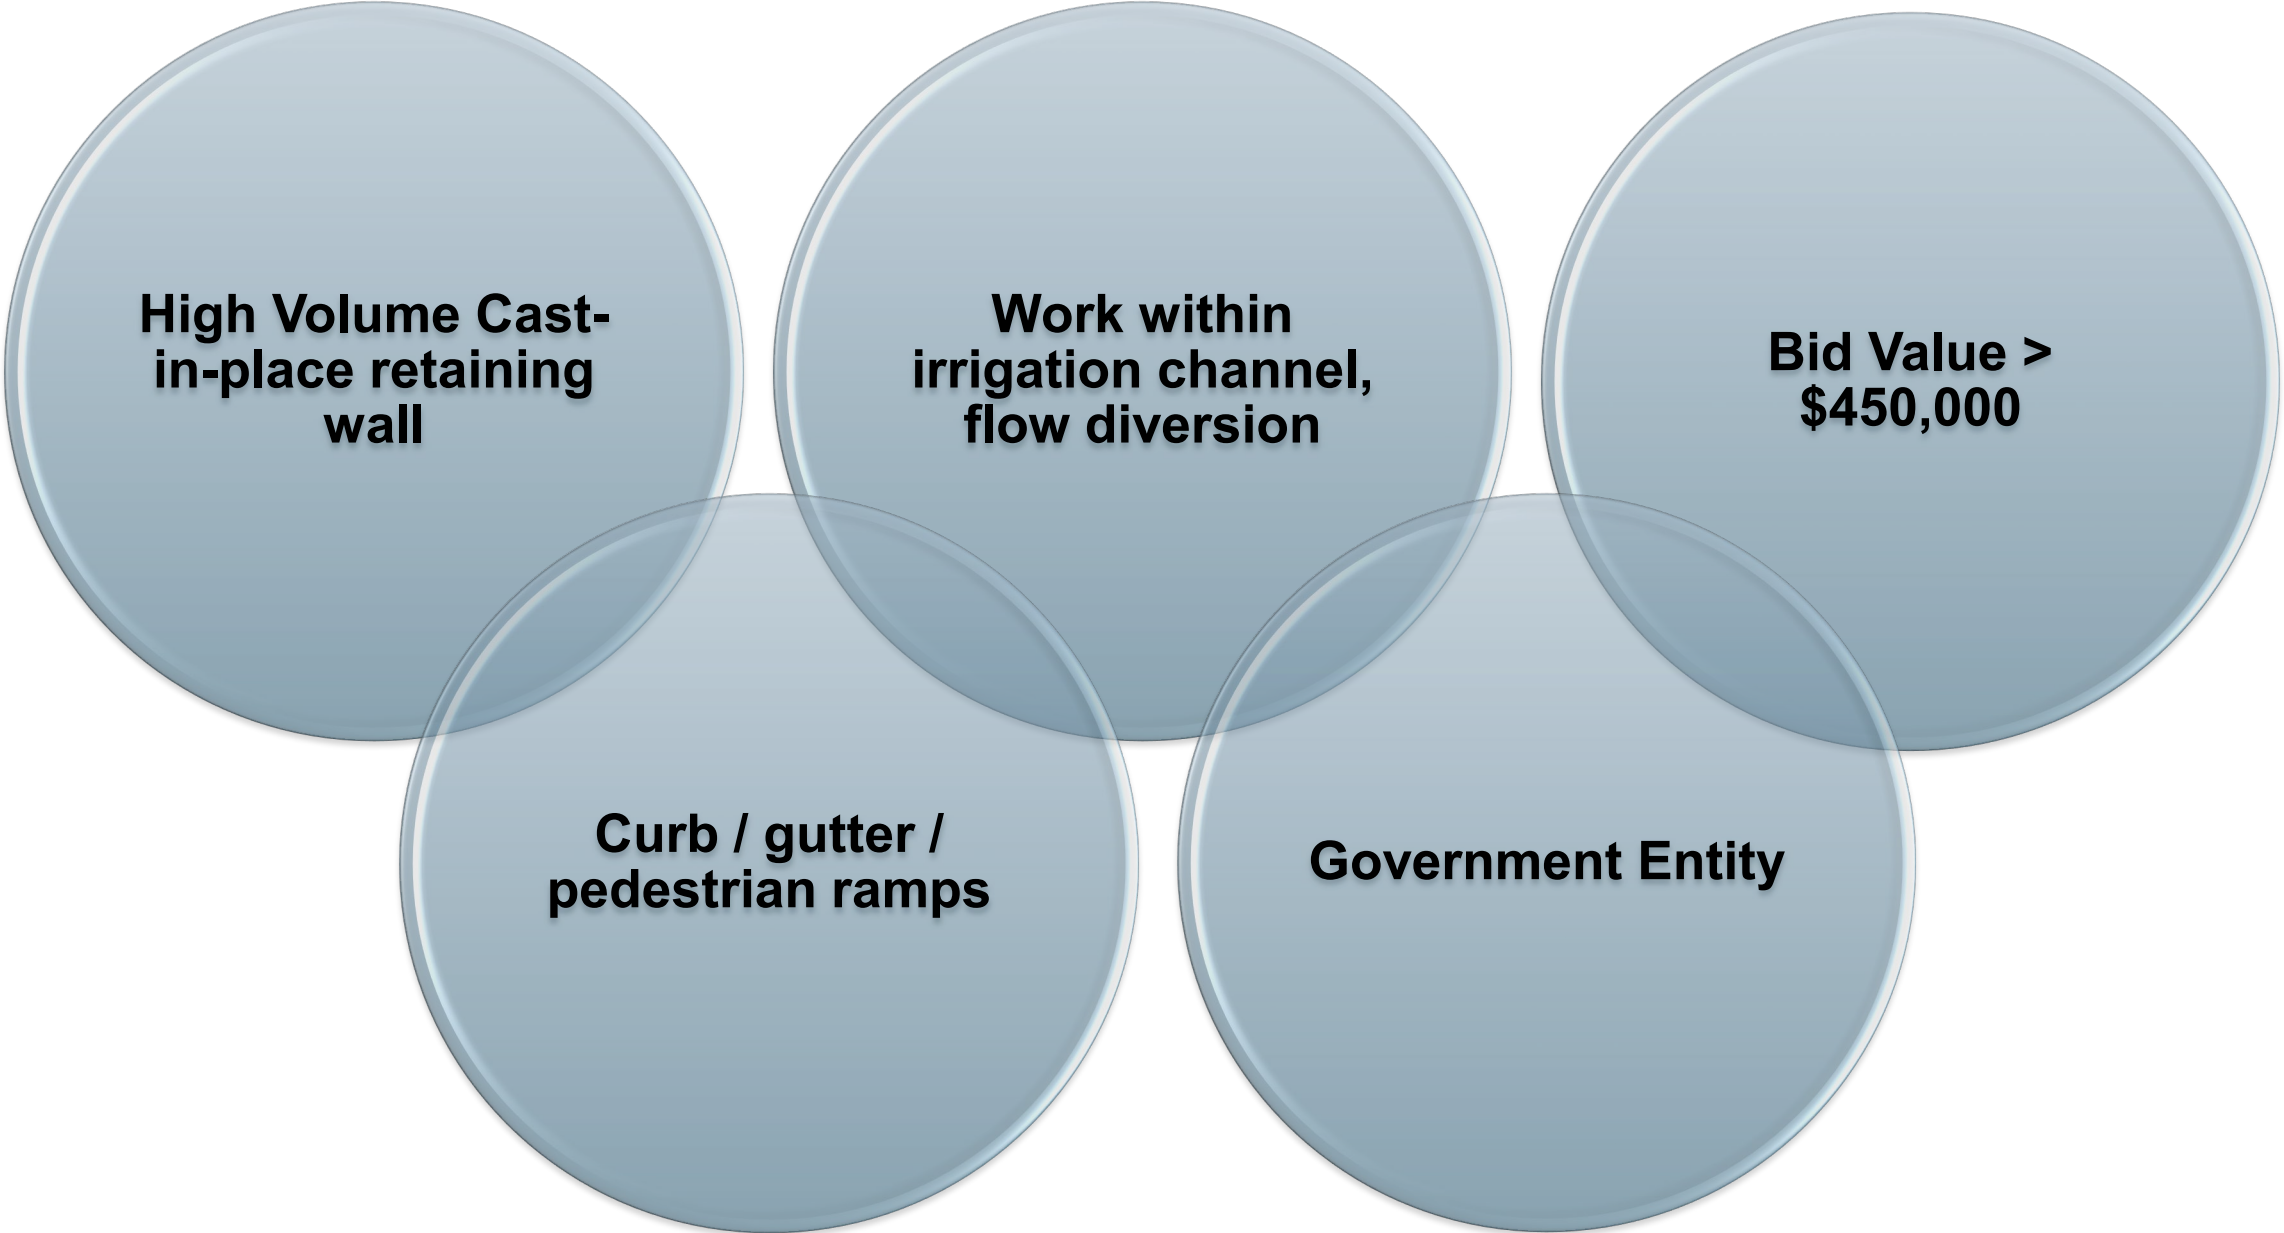 High Volume Cast-
in-place retaining
wall
Work within
irrigation channel,
flow diversion
Bid Value >
$450,000
Curb / gutter /
pedestrian ramps
Government Entity